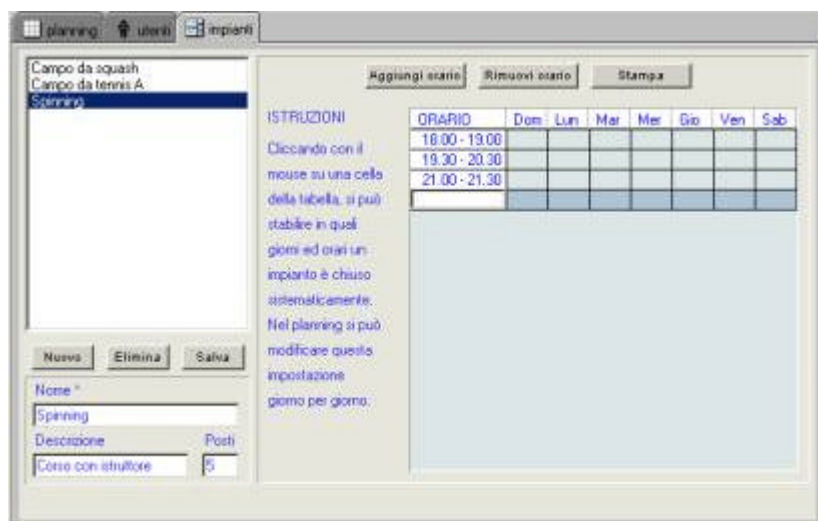 planning utenti impianti
Campo da squash
Campo da tennis A
Spinning
Aggiungi orario Rimuovi orario Stampa
ISTRUZIONI
Cliccando con il
mouse su una cella
della tabella, si può
stabilire in quali
giorni ed orari un
impianto è chiuso
sistematicamente.
Nel planning si può
modificare questa
impostazione
giorno per giorno.
ORARIO Dom Lun Mar Mer Gio Ven Sab
18.00 - 19.00
19.30 - 20.30
21.00 - 21.30
Nuovo Elimina Salva
Nome *
Spinning
Descrizione Posti
Corso con istruttore 5